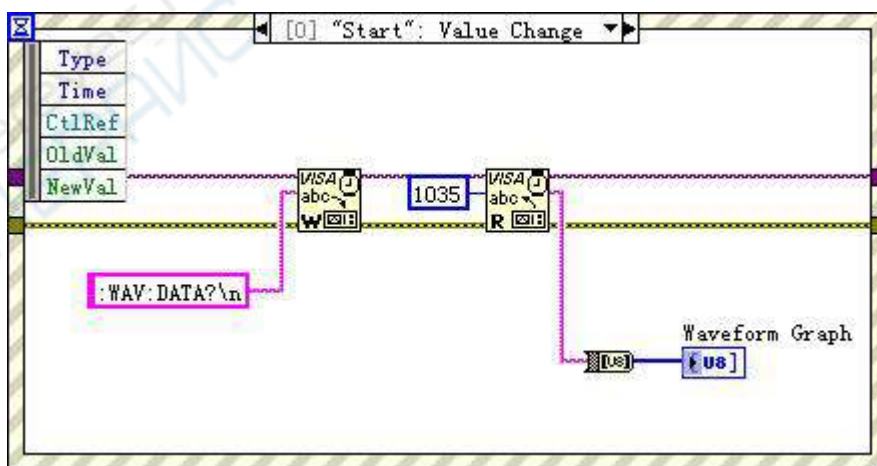 [0] "Start": Value Change
Type
Time
CtlRef
OldVal
NewVal
VISA
abc
W
1035
VISA
abc
R
:WAV:DATA?\n
Waveform Graph
[U8]
[U8]